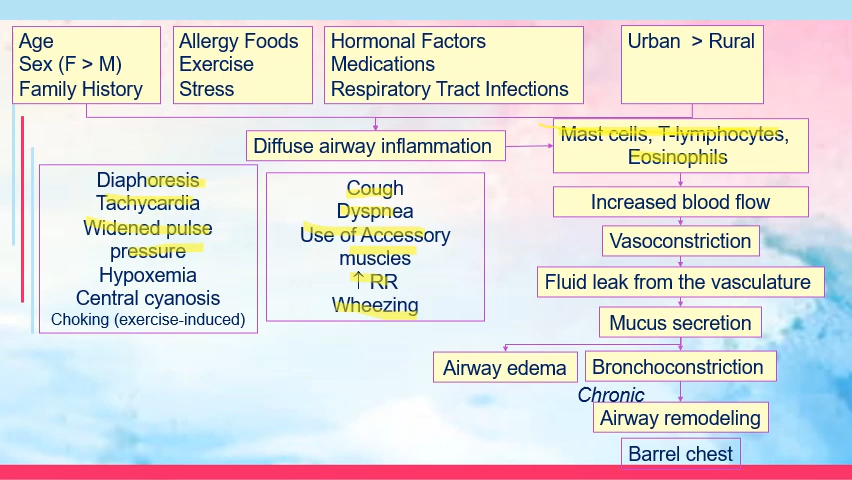 Age
Sex (F > M)
Family History
Allergy Foods
Exercise
Stress
Hormonal Factors
Medications
Respiratory Tract Infections
Urban  > Rural
Diffuse airway inflammation
Mast cells, T-lymphocytes,
Eosinophils
Diaphoresis
Tachycardia
Widened pulse
pressure
Hypoxemia
Central cyanosis
Choking (exercise-induced)
Cough
Dyspnea
Use of Accessory
muscles
↑ RR
Wheezing
Increased blood flow
Vasoconstriction
Fluid leak from the vasculature
Mucus secretion
Airway edema
Bronchoconstriction
Chronic
Airway remodeling
Barrel chest